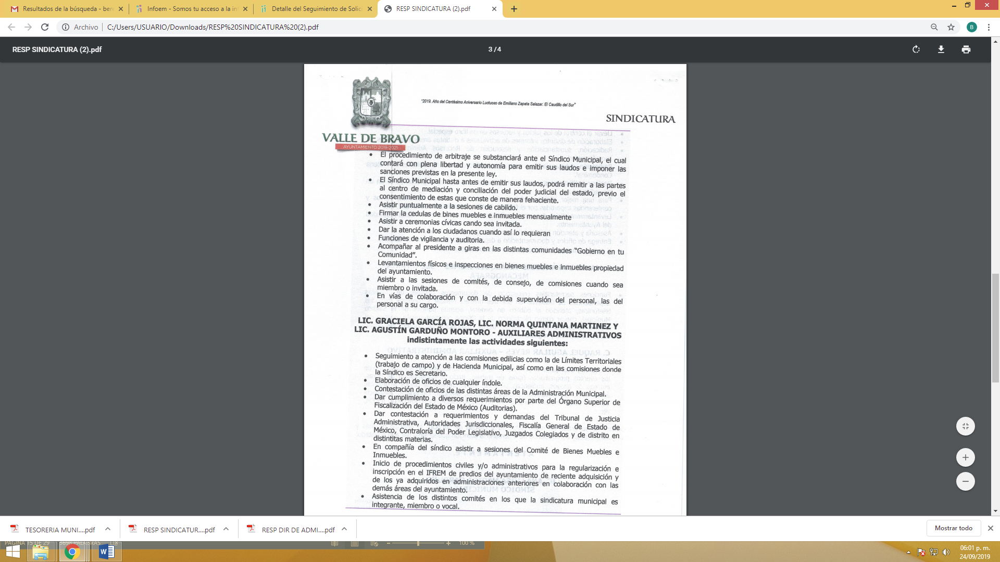 Resultados de la búsqueda - ber
Infoem - Somos tu acceso a la in
Detalle del Seguimiento de Solici
RESP SINDICATURA (2).pdf
Archivo
C:/Users/USUARIO/Downloads/RESP%20SINDICATURA%20(2).pdf
B
RESP SINDICATURA (2).pdf
3 / 4
"2019. Año del Centésimo Aniversario Luctuoso de Emiliano Zapata Salazar. El Caudillo del Sur"
SINDICATURA
VALLE DE BRAVO
AYUNTAMIENTO 2019-2021
• El procedimiento de arbitraje se substanciará ante el Síndico Municipal, el cual
contará con plena libertad y autonomía para emitir sus laudos e imponer las
sanciones previstas en la presente ley.
• El Síndico Municipal hasta antes de emitir sus laudos, podrá remitir a las partes
al centro de mediación y conciliación del poder judicial del estado, previo el
consentimiento de estas que conste de manera fehaciente.
• Asistir puntualmente a la sesiones de cabildo.
• Firmar la cedulas de bines muebles e inmuebles mensualmente
• Asistir a ceremonias cívicas cando sea invitada.
• Dar la atención a los ciudadanos cuando así lo requieran
• Funciones de vigilancia y auditoria.
• Acompañar al presidente a giras en las distintas comunidades "Gobierno en tu
Comunidad".
• Levantamientos físicos e inspecciones en bienes muebles e inmuebles propiedad
del ayuntamiento.
• Asistir a las sesiones de comités, de consejo, de comisiones cuando sea
miembro o invitada.
• En vías de colaboración y con la debida supervisión del personal, las del
personal a su cargo.
LIC. GRACIELA GARCÍA ROJAS, LIC. NORMA QUINTANA MARTINEZ Y
LIC. AGUSTÍN GARDUÑO MONTORO - AUXILIARES ADMINISTRATIVOS
indistintamente las actividades siguientes:
• Seguimiento a atención a las comisiones edilicias como la de Límites Territoriales
(trabajo de campo) y de Hacienda Municipal, así como en las comisiones donde
la Síndico es Secretario.
• Elaboración de oficios de cualquier índole.
• Contestación de oficios de las distintas áreas de la Administración Municipal.
• Dar cumplimiento a diversos requerimientos por parte del Órgano Superior de
Fiscalización del Estado de México (Auditorias).
• Dar contestación a requerimientos y demandas del Tribunal de Justicia
Administrativa, Autoridades Jurisdiccionales, Fiscalía General de Estado de
México, Contraloría del Poder Legislativo, Juzgados Colegiados y de distrito en
distintitas materias.
• En compañía del síndico asistir a sesiones del Comité de Bienes Muebles e
Inmuebles.
• Inicio de procedimientos civiles y/o administrativos para la regularización e
inscripción en el IFREM de predios del ayuntamiento de reciente adquisición y
de los ya adquiridos en administraciones anteriores en colaboración con las
demás áreas del ayuntamiento.
• Asistencia de los distintos comités en los que la sindicatura municipal es
integrante, miembro o vocal.
TESORERIA MUNI....pdf
RESP SINDICATUR....pdf
RESP DIR DE ADMI....pdf
Mostrar todo
PÁGINA 15 DE 29
PALABRAS
100 %
06:01 p. m.
24/09/2019